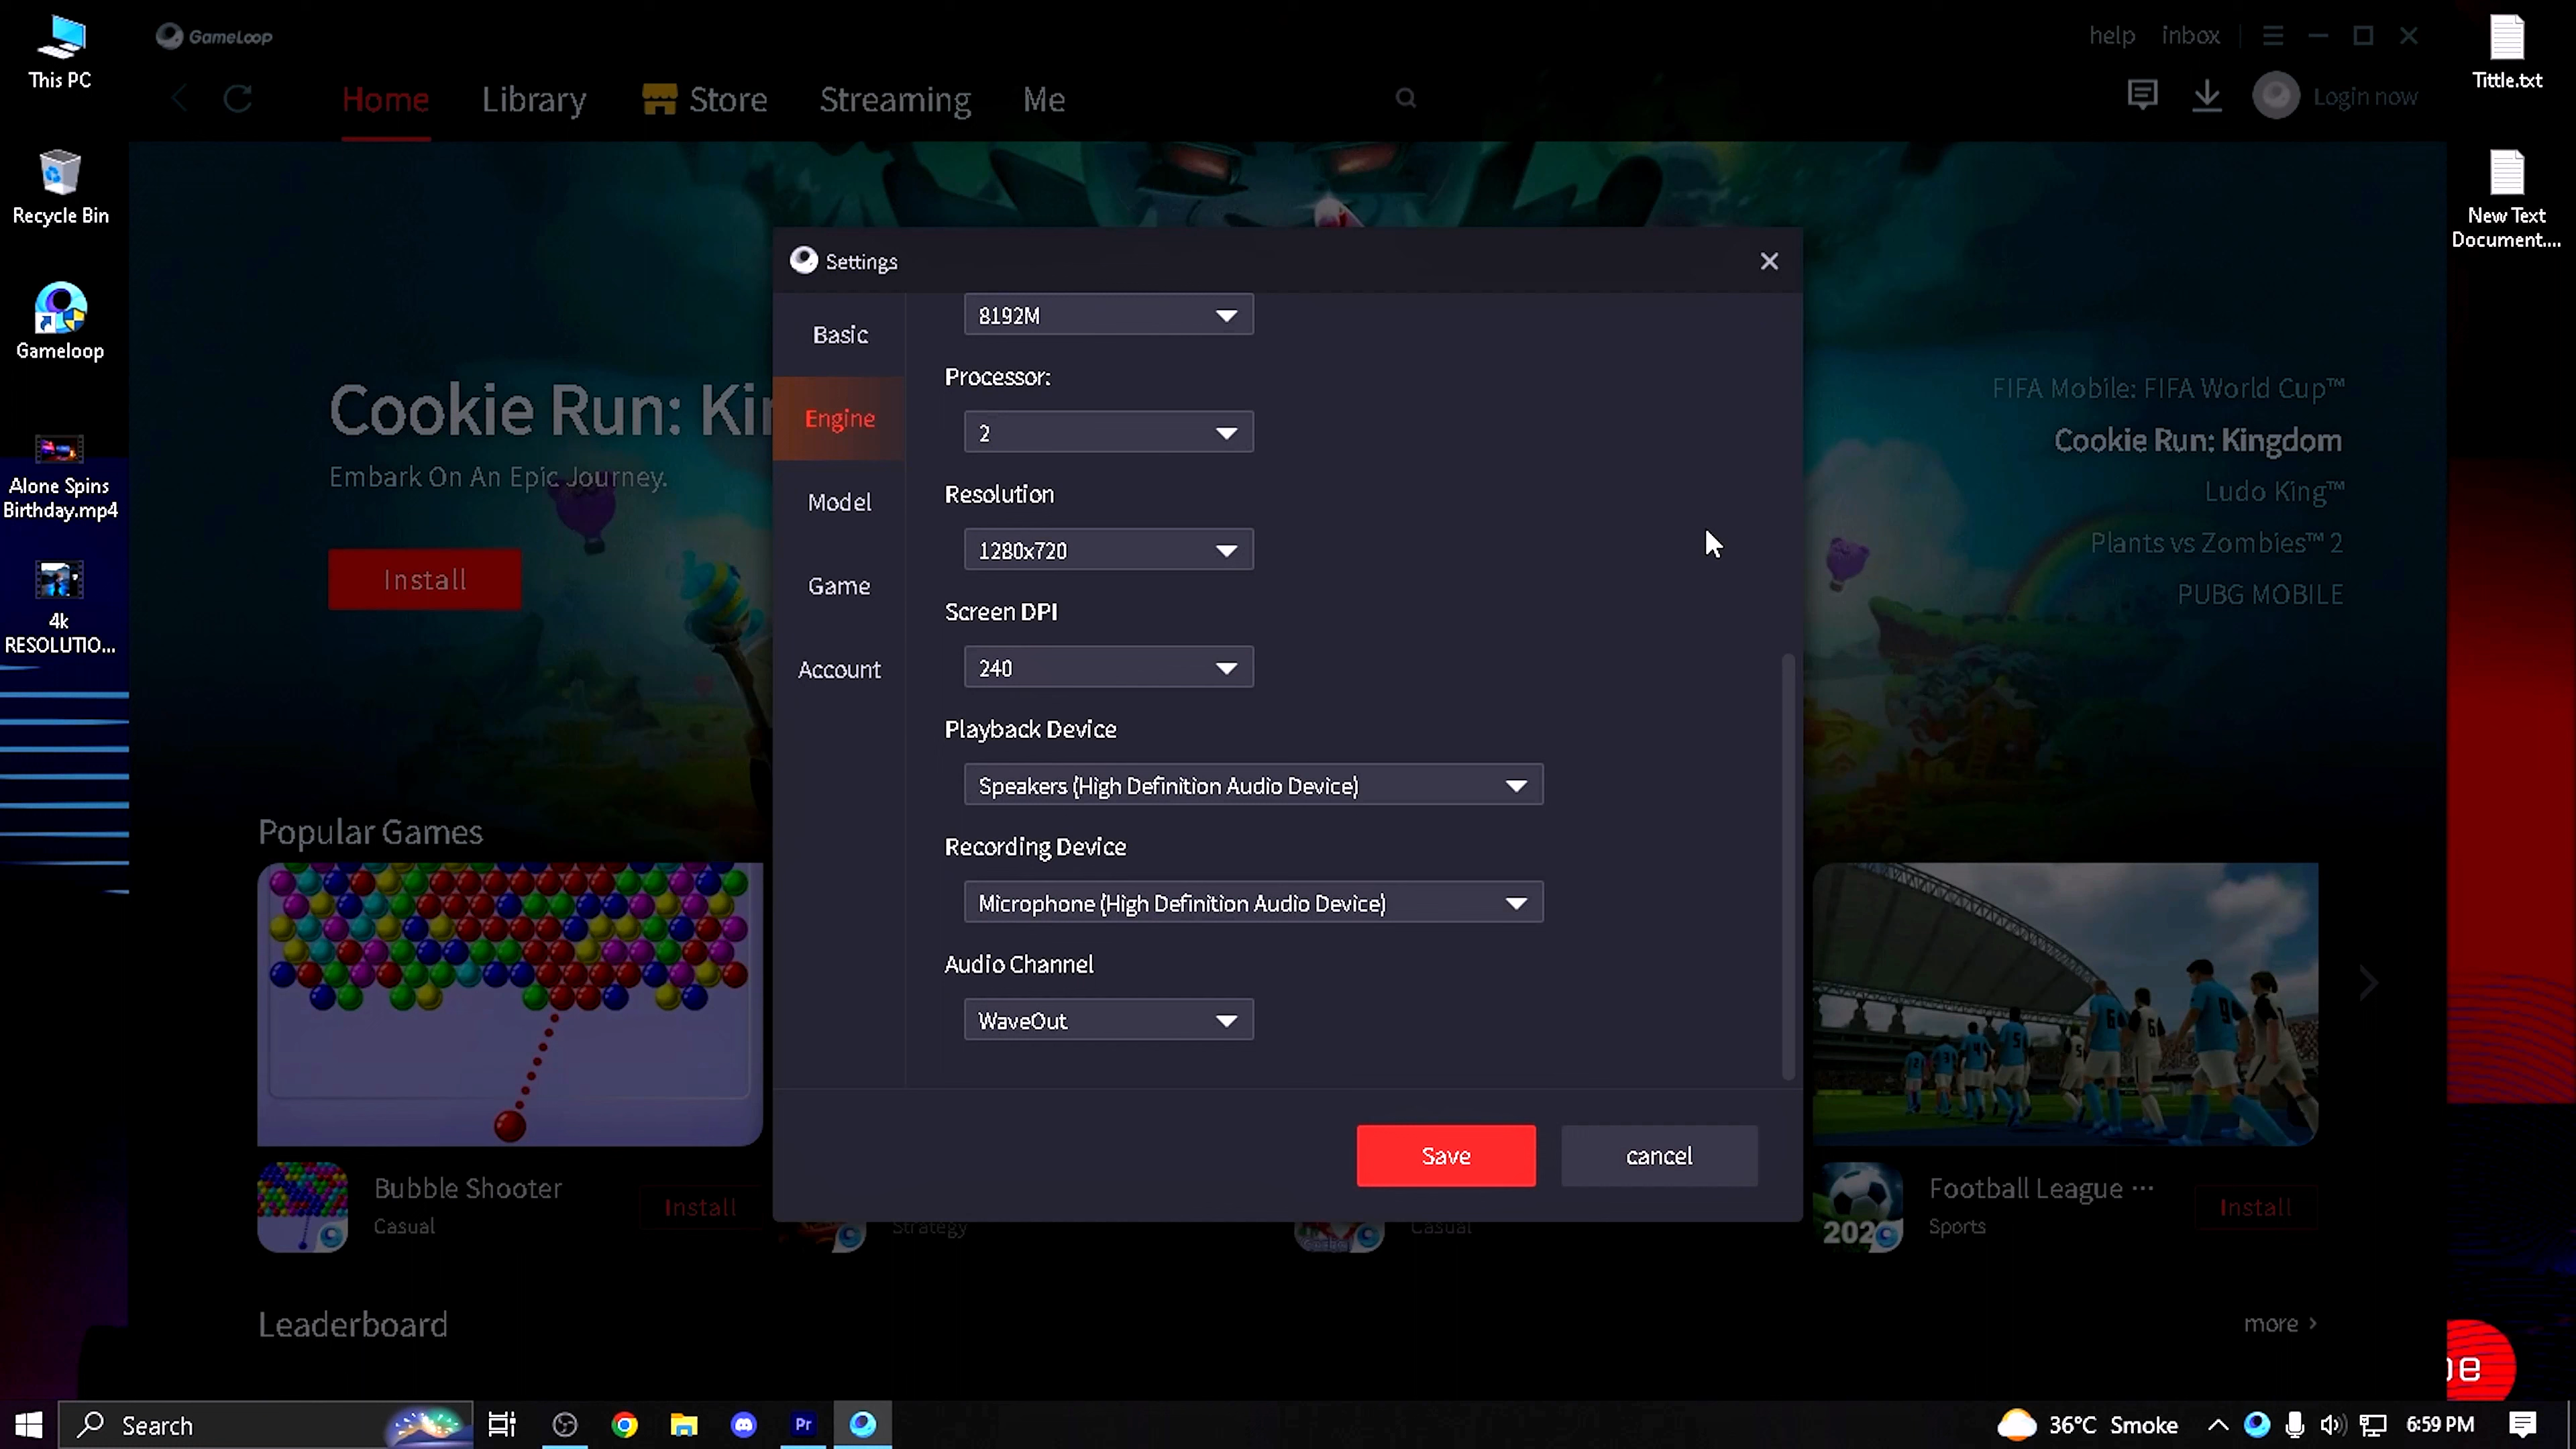 This PC
Recycle Bin
Gameloop
Alone Spins
Birthday.mp4
4k
RESOLUTIO...
GameLoop
help
inbox
Home
Library
Store
Streaming
Me
Login now
Tittle.txt
New Text
Document....
Cookie Run: Kin
Embark On An Epic Journey.
Install
FIFA Mobile: FIFA World Cup™
Cookie Run: Kingdom
Ludo King™
Plants vs Zombies™ 2
PUBG MOBILE
Settings
Basic
Engine
Model
Game
Account
8192M
Processor:
2
Resolution
1280x720
Screen DPI
240
Playback Device
Speakers (High Definition Audio Device)
Recording Device
Microphone (High Definition Audio Device)
Audio Channel
WaveOut
Save
cancel
Popular Games
Bubble Shooter
Casual
Install
Strategy
Casual
Football League ...
Sports
Install
Leaderboard
more >
Search
Pr
36°C Smoke
6:59 PM